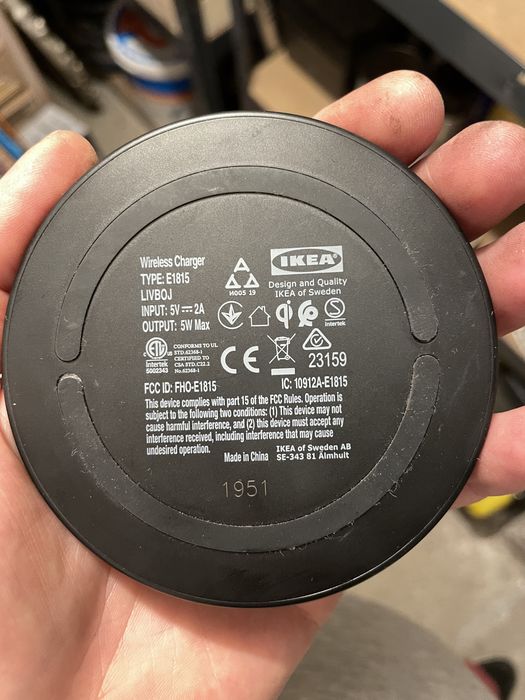 Wireless Charger
TYPE: E1815
LIVBOJ
INPUT: 5V ⎓ 2A
OUTPUT: 5W Max
M005 19
IKEA®
Design and Quality
IKEA of Sweden
qi
S
Intertek
ETL
Intertek
5002343
CONFORMS TO UL
STD.62368-1
CERTIFIED TO
CSA STD.C22.2
No.62368-1
CE
23159
FCC ID: FHO-E1815
IC: 10912A-E1815
This device complies with part 15 of the FCC Rules. Operation is
subject to the following two conditions: (1) This device may not
cause harmful interference, and (2) this device must accept any
interference received, including interference that may cause
undesired operation.
Made in China
IKEA of Sweden AB
SE-343 81 Älmhult
1951